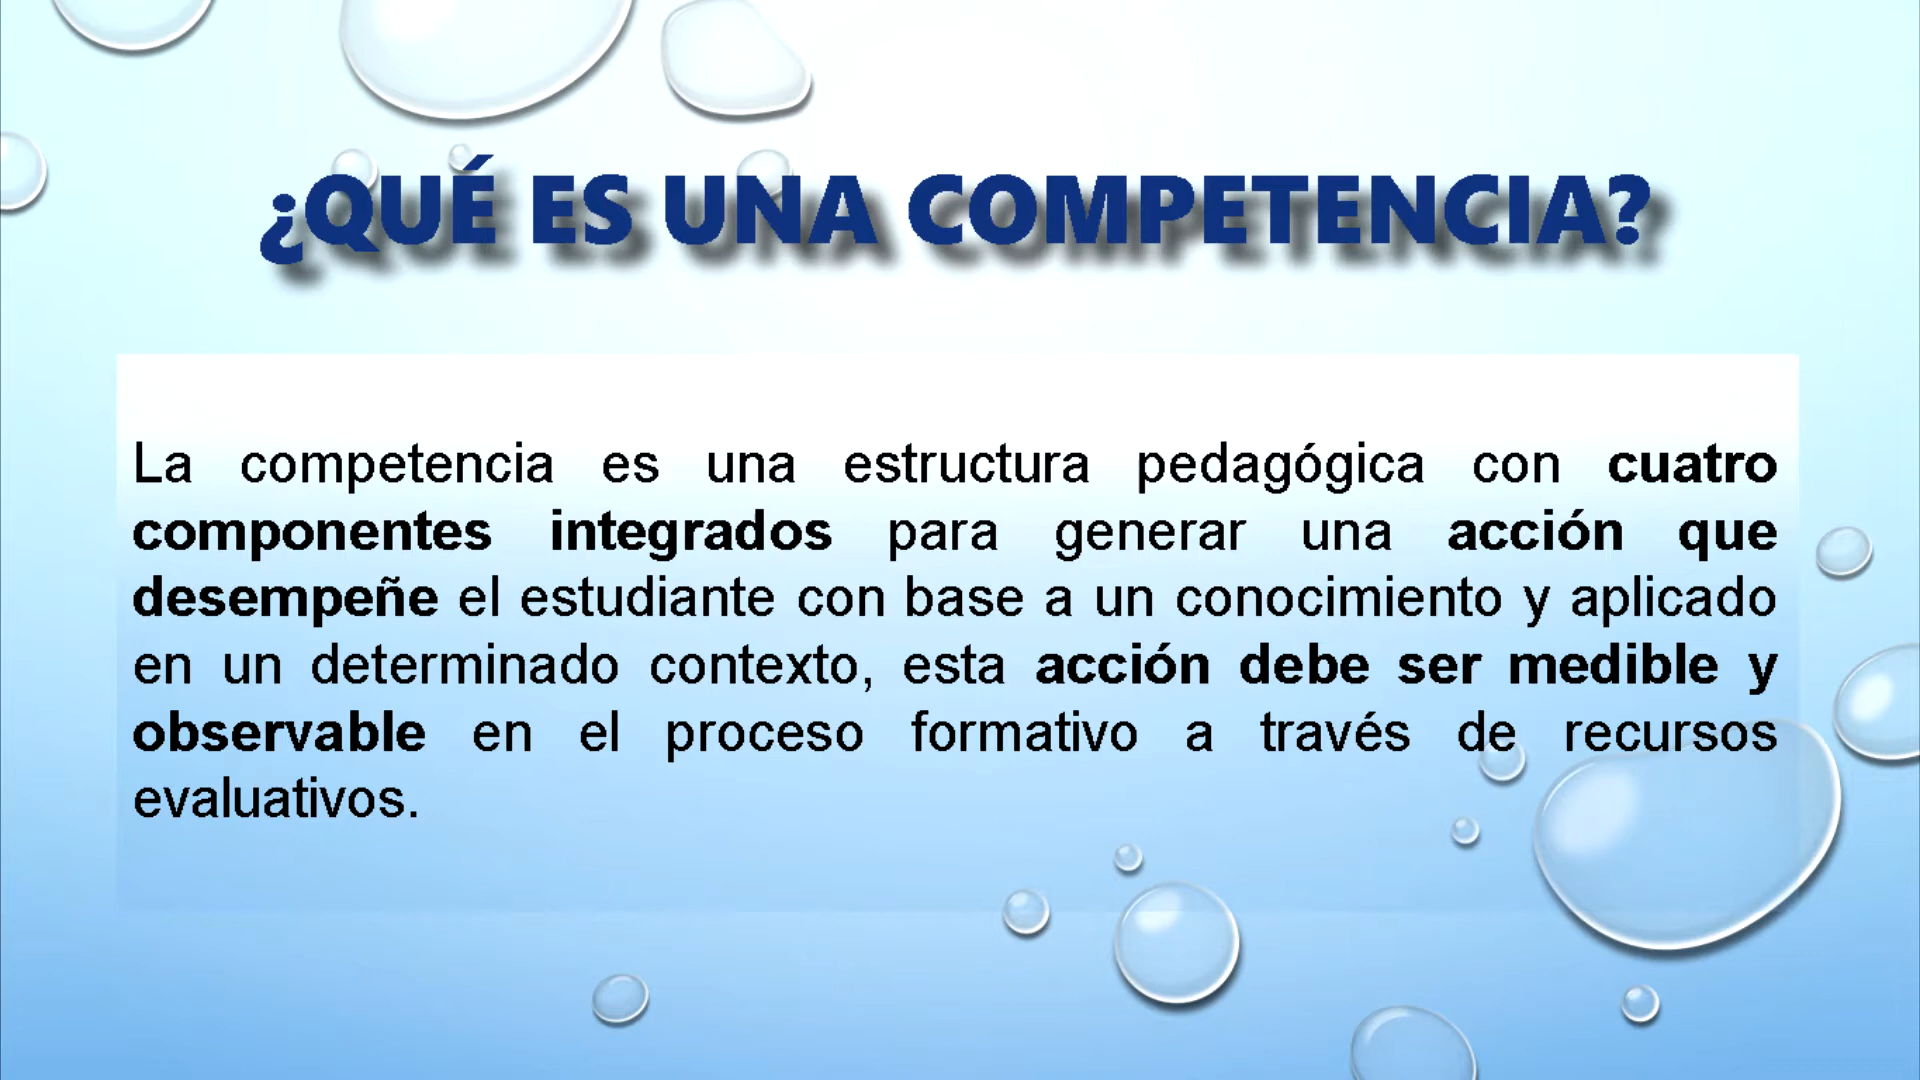 ¿QUÉ ES UNA COMPETENCIA?
La competencia es una estructura pedagógica con cuatro
componentes integrados para generar una acción que
desempeñe el estudiante con base a un conocimiento y aplicado
en un determinado contexto, esta acción debe ser medible y
observable en el proceso formativo a través de recursos
evaluativos.